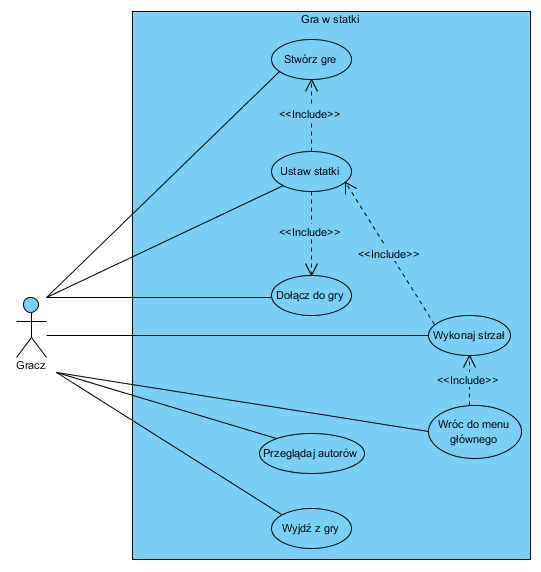 Gra w statki
Stwórz gre
<<Include>>
Ustaw statki
<<Include>>
<<Include>>
Dołącz do gry
Wykonaj strzał
Gracz
<<Include>>
Wróc do menu
głównego
Przeglądaj autorów
Wyjdź z gry